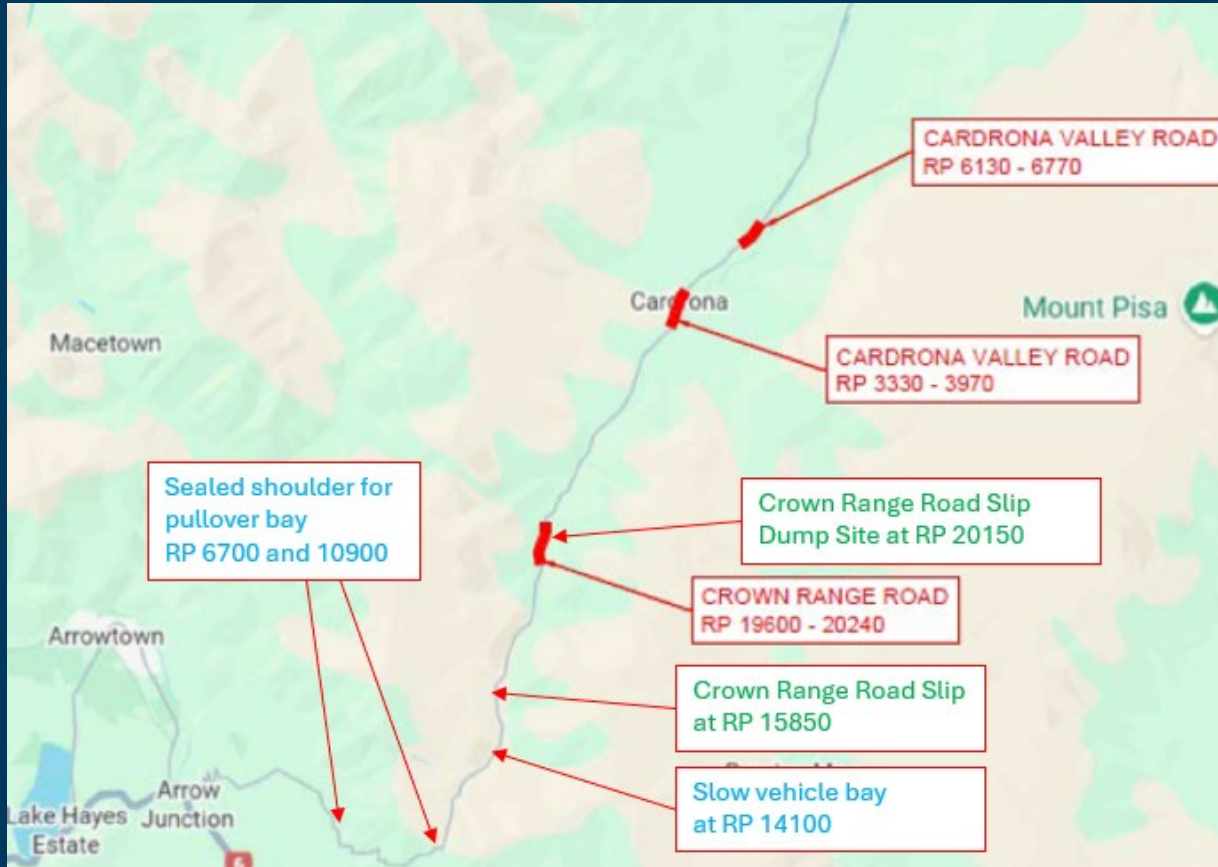 CARDRONA VALLEY ROAD
RP 6130 - 6770
Cardrona
Mount Pisa
Macetown
CARDRONA VALLEY ROAD
RP 3330 - 3970
Sealed shoulder for
pullover bay
RP 6700 and 10900
Crown Range Road Slip
Dump Site at RP 20150
CROWN RANGE ROAD
RP 19600 - 20240
Arrowtown
Crown Range Road Slip
at RP 15850
Slow vehicle bay
at RP 14100
Arrow
Junction
Lake Hayes
Estate
6